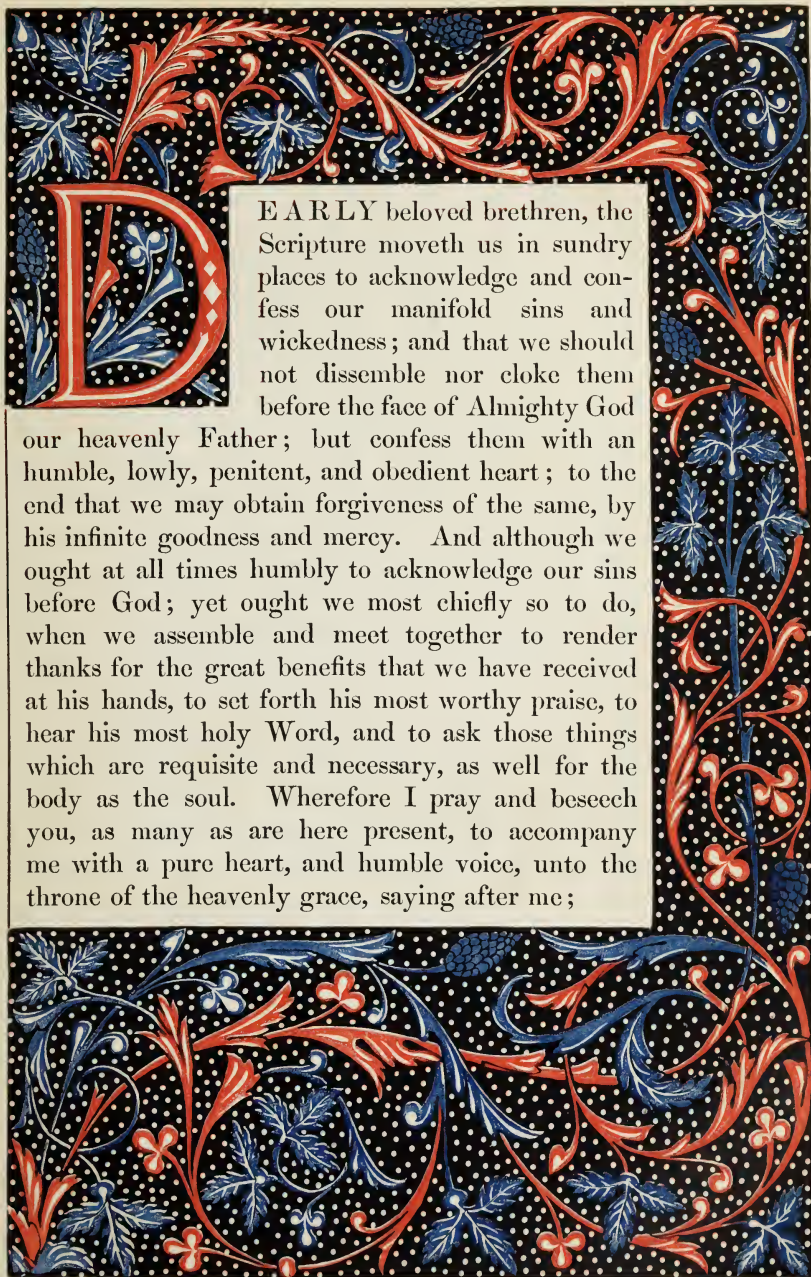 DEARLY beloved brethren, the
Scripture moveth us in sundry
places to acknowledge and con-
fess our manifold sins and
wickedness; and that we should
not dissemble nor cloke them
before the face of Almighty God
our heavenly Father; but confess them with an
humble, lowly, penitent, and obedient heart; to the
end that we may obtain forgiveness of the same, by
his infinite goodness and mercy. And although we
ought at all times humbly to acknowledge our sins
before God; yet ought we most chiefly so to do,
when we assemble and meet together to render
thanks for the great benefits that we have received
at his hands, to set forth his most worthy praise, to
hear his most holy Word, and to ask those things
which are requisite and necessary, as well for the
body as the soul. Wherefore I pray and beseech
you, as many as are here present, to accompany
me with a pure heart, and humble voice, unto the
throne of the heavenly grace, saying after me;